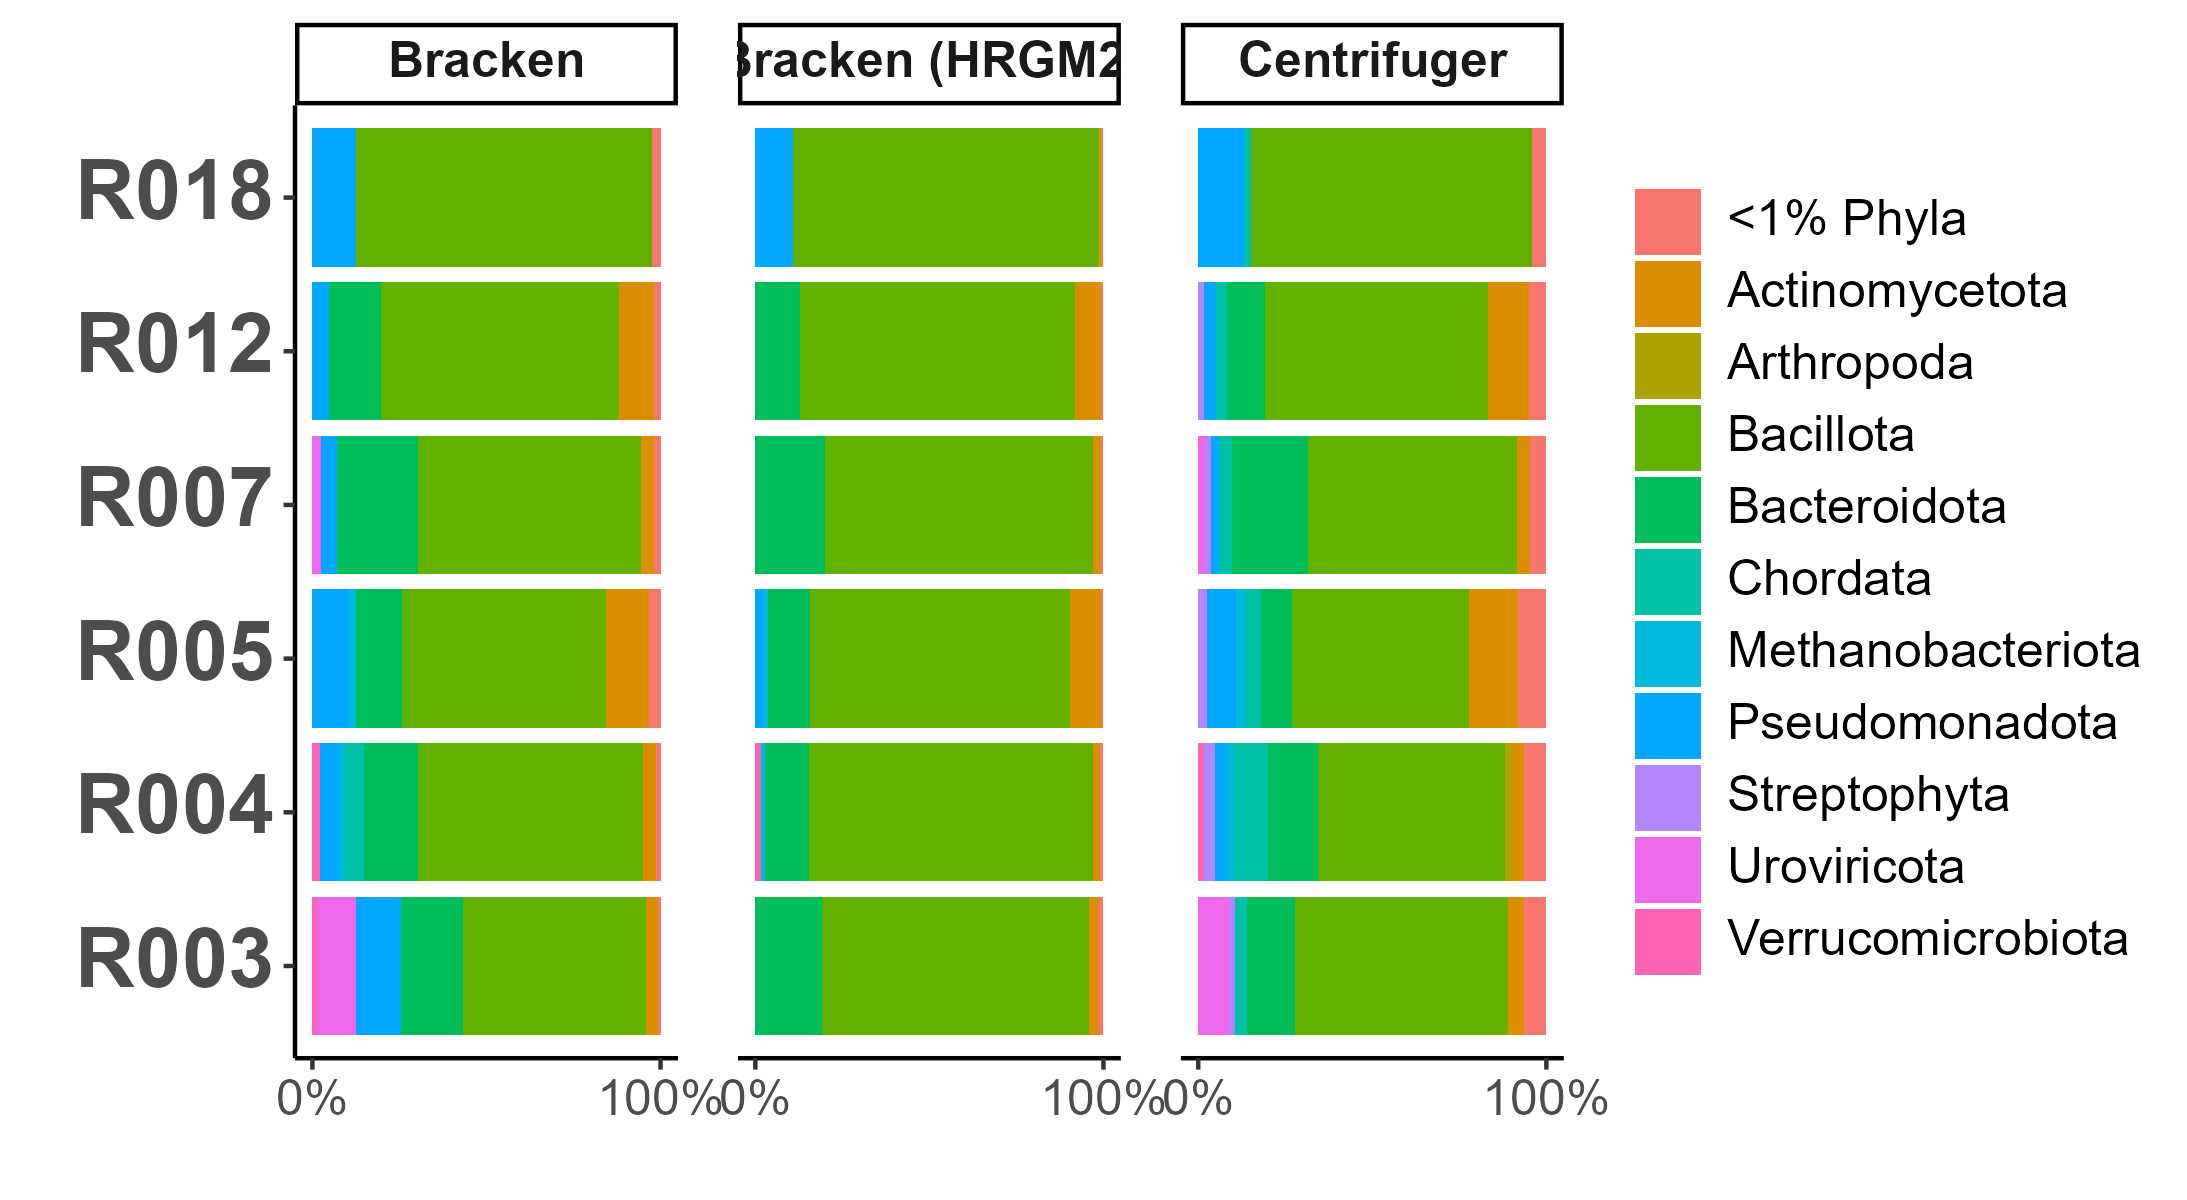 Bracken
Bracken (HRGM2
Centrifuger
R018
R012
R007
R005
R004
R003
0%
100%
0%
100%
0%
100%
<1% Phyla
Actinomycetota
Arthropoda
Bacillota
Bacteroidota
Chordata
Methanobacteriota
Pseudomonadota
Streptophyta
Uroviricota
Verrucomicrobiota